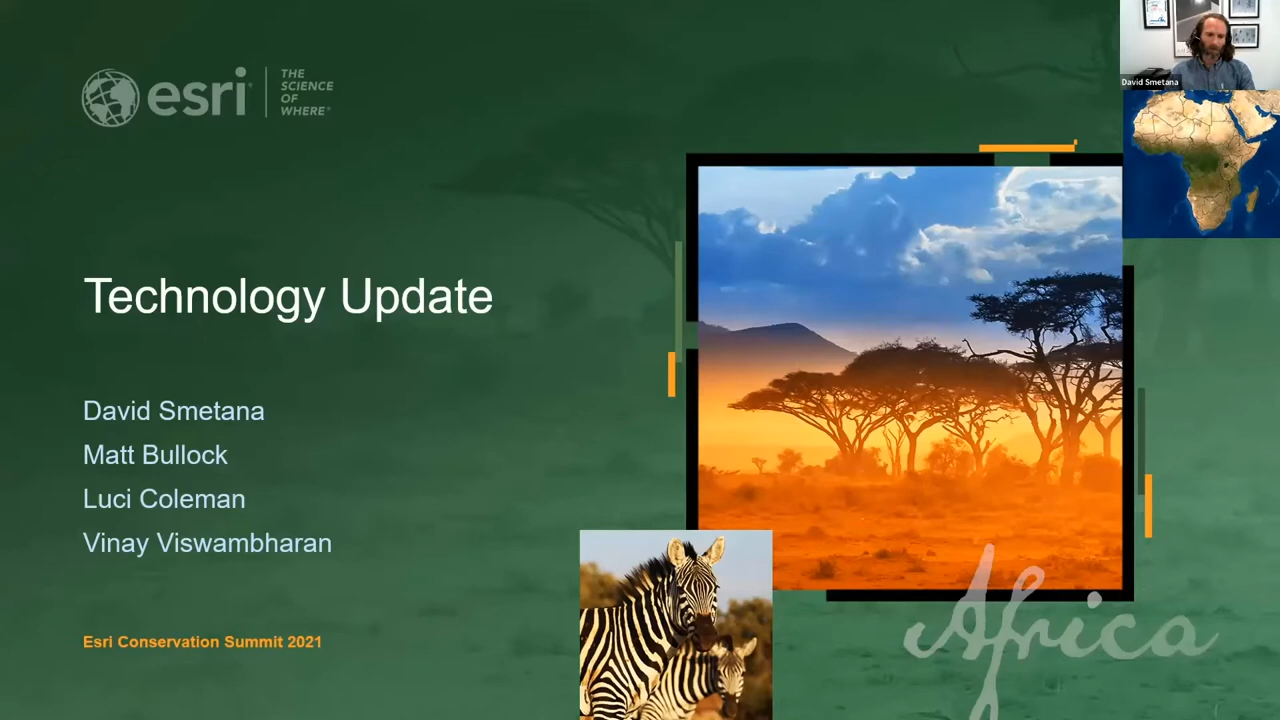 esri
THE
SCIENCE
OF
WHERE®
David Smetana
Technology Update
David Smetana
Matt Bullock
Luci Coleman
Vinay Viswambharan
Esri Conservation Summit 2021
Africa